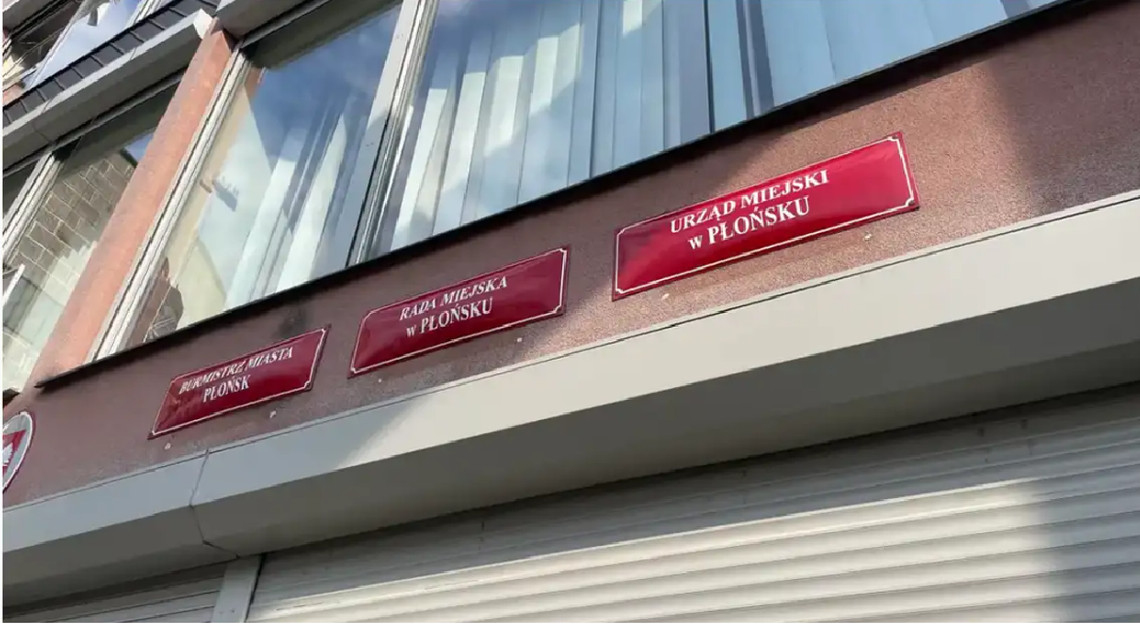 BURMISTRZ MIASTA
PŁOŃSK
RADA MIEJSKA
w PŁOŃSKU
URZĄD MIEJSKI
w PŁOŃSKU